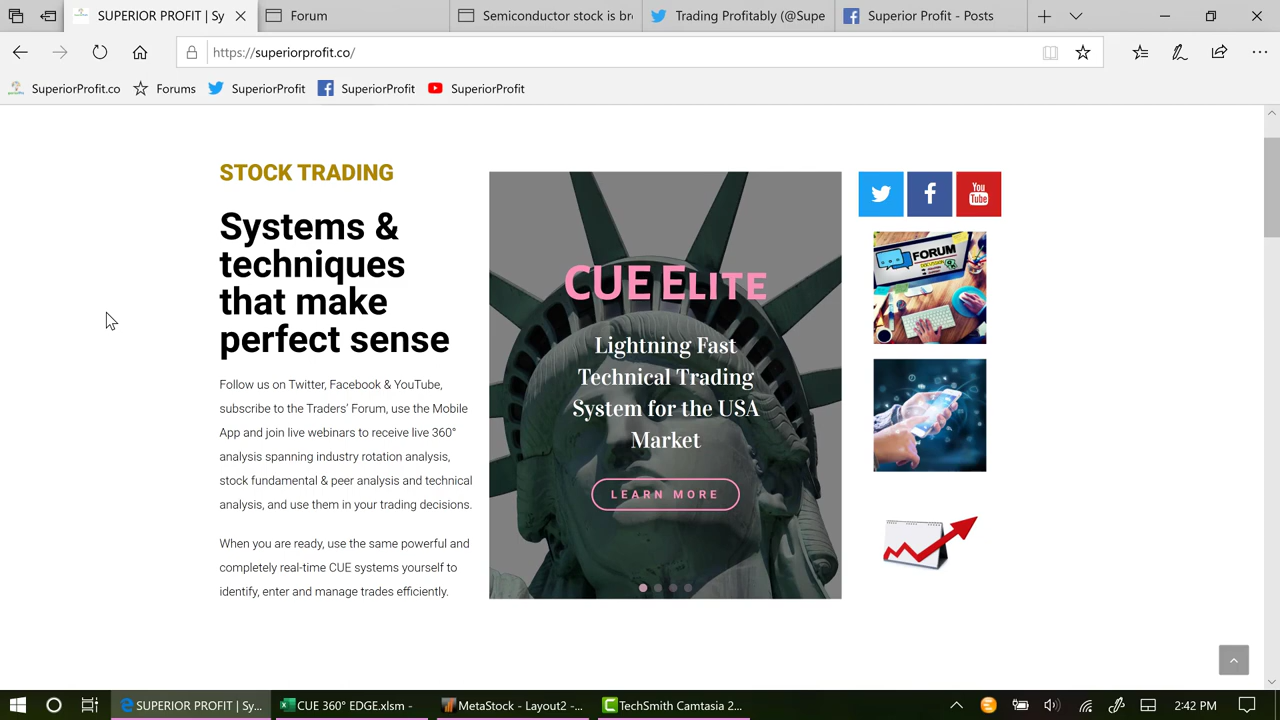 SUPERIOR PROFIT | Sy
Forum
Semiconductor stock is br
Trading Profitably (@Supe
Superior Profit - Posts
https://superiorprofit.co/
SuperiorProfit.co
Forums
SuperiorProfit
SuperiorProfit
SuperiorProfit
STOCK TRADING
Systems &
techniques
that make
perfect sense
Follow us on Twitter, Facebook & YouTube,
subscribe to the Traders' Forum, use the Mobile
App and join live webinars to receive live 360°
analysis spanning industry rotation analysis,
stock fundamental & peer analysis and technical
analysis, and use them in your trading decisions.
When you are ready, use the same powerful and
completely real-time CUE systems yourself to
identify, enter and manage trades efficiently.
CUE ELITE
Lightning Fast
Technical Trading
System for the USA
Market
LEARN MORE
You
Tube
FORUM
SUPERIOR PROFIT | Sy...
CUE 360° EDGE.xlsm -
MetaStock - Layout2 -...
TechSmith Camtasia 2...
2:42 PM